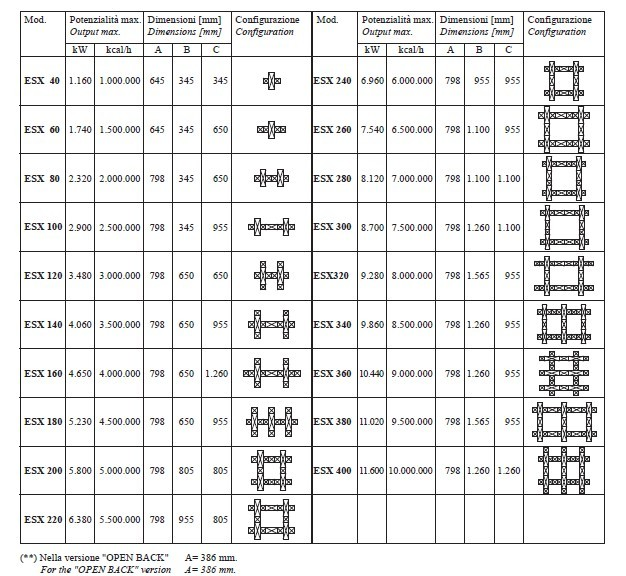 Mod. Potenzialità max. Dimensioni [mm] Configurazione Mod. Potenzialità max. Dimensioni [mm] Configurazione
Output max. Dimensions [mm] Configuration Output max. Dimensions [mm] Configuration
kW kcal/h A B C kW kcal/h A B C
ESX 40 1.160 1.000.000 645 345 345 ESX 240 6.960 6.000.000 798 955 955
ESX 60 1.740 1.500.000 645 345 650 ESX 260 7.540 6.500.000 798 1.100 955
ESX 80 2.320 2.000.000 798 345 650 ESX 280 8.120 7.000.000 798 1.100 1.100
ESX 100 2.900 2.500.000 798 345 955 ESX 300 8.700 7.500.000 798 1.260 1.100
ESX 120 3.480 3.000.000 798 650 650 ESX320 9.280 8.000.000 798 1.565 955
ESX 140 4.060 3.500.000 798 650 955 ESX 340 9.860 8.500.000 798 1.260 955
ESX 160 4.650 4.000.000 798 650 1.260 ESX 360 10.440 9.000.000 798 1.260 955
ESX 180 5.230 4.500.000 798 650 955 ESX 380 11.020 9.500.000 798 1.565 955
ESX 200 5.800 5.000.000 798 805 805 ESX 400 11.600 10.000.000 798 1.260 1.260
ESX 220 6.380 5.500.000 798 955 805
(**) Nella versione "OPEN BACK" A= 386 mm.
For the "OPEN BACK" version A= 386 mm.